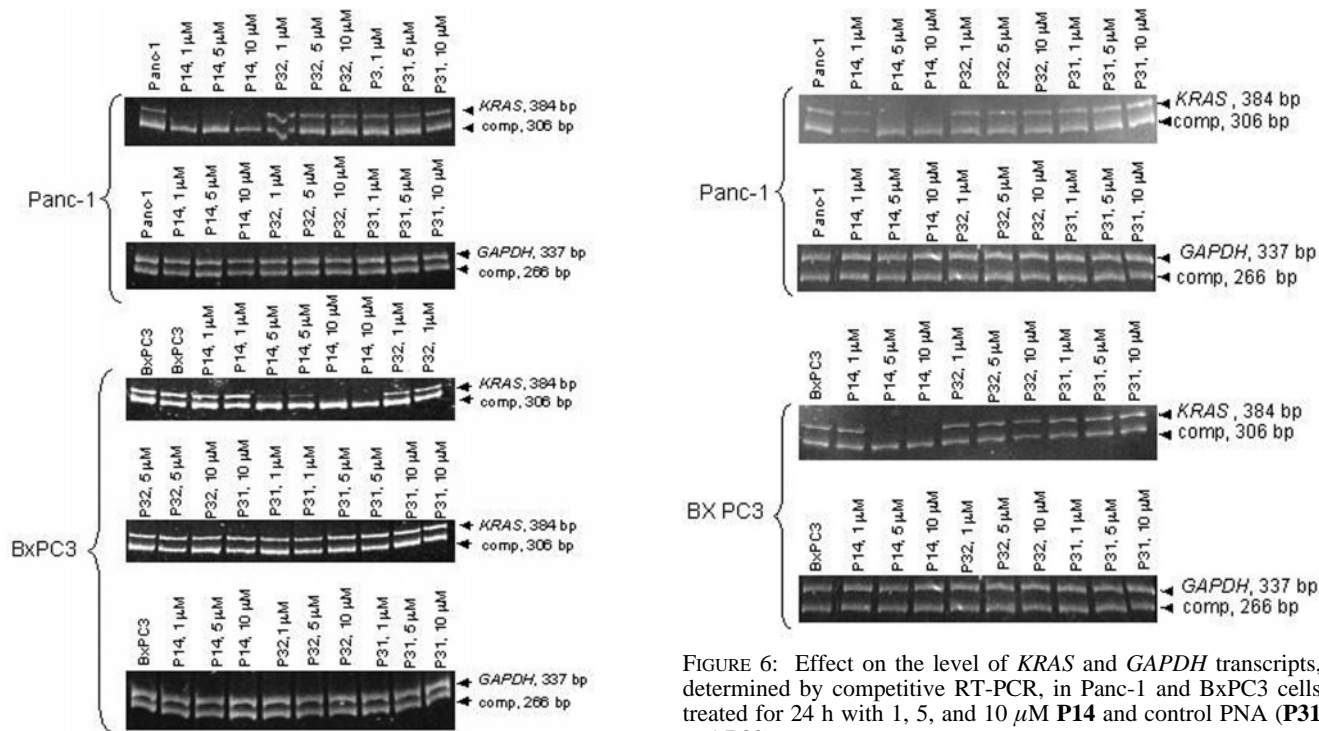 Panc-1
P14, 1 µM
P14, 5 µM
P14, 10 µM
P32, 1 µM
P32, 5 µM
P32, 10 µM
P3, 1 µM
P31, 5 µM
P31, 10 µM
KRAS, 384 bp
comp, 306 bp
Panc-1
Panc-1
P14, 1 µM
P14, 5 µM
P14, 10 µM
P32, 1 µM
P32, 5 µM
P32, 10 µM
P31, 1 µM
P31, 5 µM
P31, 10 µM
GAPDH, 337 bp
comp, 266 bp
BxPC3
BxPC3
P14, 1 µM
P14, 1 µM
P14, 5 µM
P14, 5 µM
P14, 10 µM
P14, 10 µM
P32, 1 µM
P32, 1µM
KRAS, 384 bp
comp, 306 bp
BxPC3
P32, 5 µM
P32, 5 µM
P32, 10 µM
P31, 10 µM
P31, 1 µM
P31, 1 µM
P31, 5 µM
P31, 5 µM
P31, 10 µM
P31, 10 µM
KRAS, 384 bp
comp, 306 bp
BxPC3
P14, 1 µM
P14, 5 µM
P14, 10 µM
P32,1 µM
P32, 5 µM
P32, 10 µM
P31, 1 µM
P31, 5 µM
P31, 10 µM
GAPDH, 337 bp
comp, 266 bp
Panc-1
P14, 1 µM
P14, 5 µM
P14, 10 µM
P32, 1 µM
P32, 5 µM
P32, 10 µM
P31, 1 µM
P31, 5 µM
P31, 10 µM
KRAS , 384 bp
comp, 306 bp
Panc-1
Panc-1
P14, 1 µM
P14, 5 µM
P14, 10 µM
P32, 1 µM
P32, 5 µM
P32, 10 µM
P31, 1 µM
P31, 5 µM
P31, 10 µM
GAPDH, 337 bp
comp, 266 bp
BxPC3
P14, 1 µM
P14, 5 µM
P14, 10 µM
P32, 1 µM
P32, 5 µM
P32, 10 µM
P31, 1 µM
P31, 5 µM
P31, 10 µM
KRAS , 384 bp
comp, 306 bp
BX PC3
BxPC3
P14, 1 µM
P14, 5 µM
P14, 10 µM
P32, 1 µM
P32, 5 µM
P32, 10 µM
P31, 1 µM
P31, 5 µM
P31, 10 µM
GAPDH, 337 bp
comp, 266 bp
FIGURE 6: Effect on the level of KRAS and GAPDH transcripts,
determined by competitive RT-PCR, in Panc-1 and BxPC3 cells
treated for 24 h with 1, 5, and 10 µM P14 and control PNA (P31